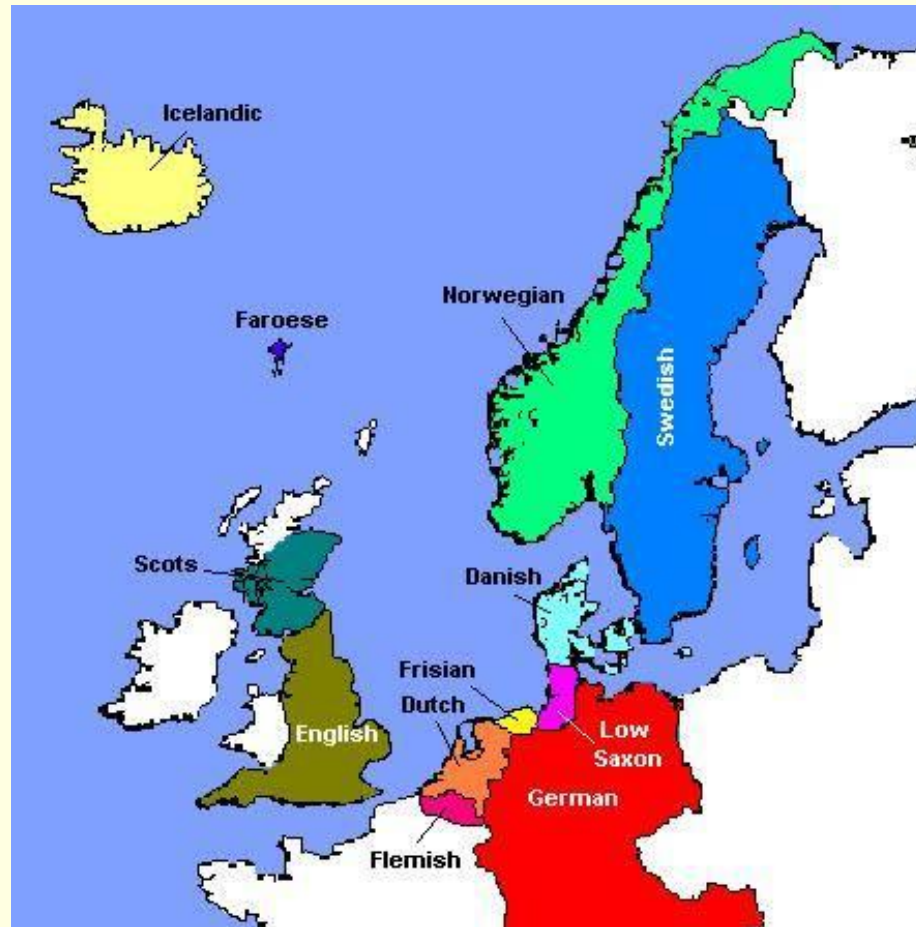 Icelandic
Norwegian
Faroese
Swedish
Scots
Danish
Frisian
Dutch
English
Low
Saxon
German
Flemish